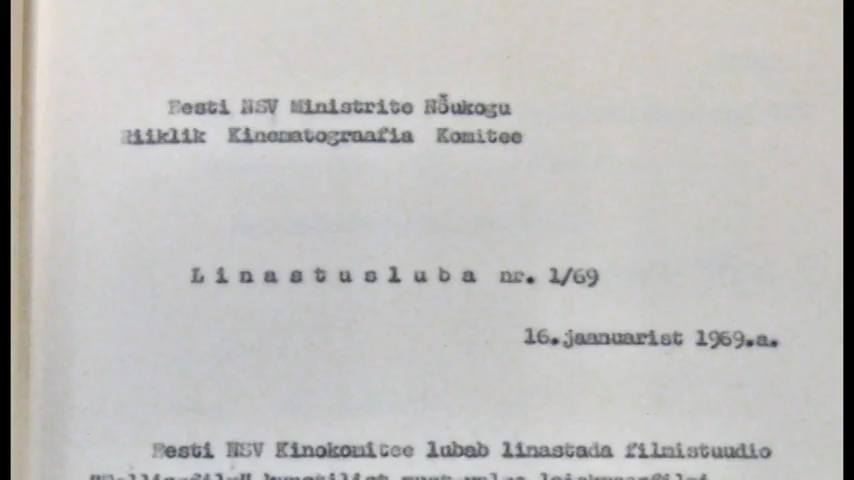 Eesti NSV Ministrite Nõukogu
Riiklik Kinematograafia Komitee
Linastusluba nr. 1/69
16.jaanuarist 1969.a.
Eesti NSV Kinokomitee lubab linastada filmistuudio